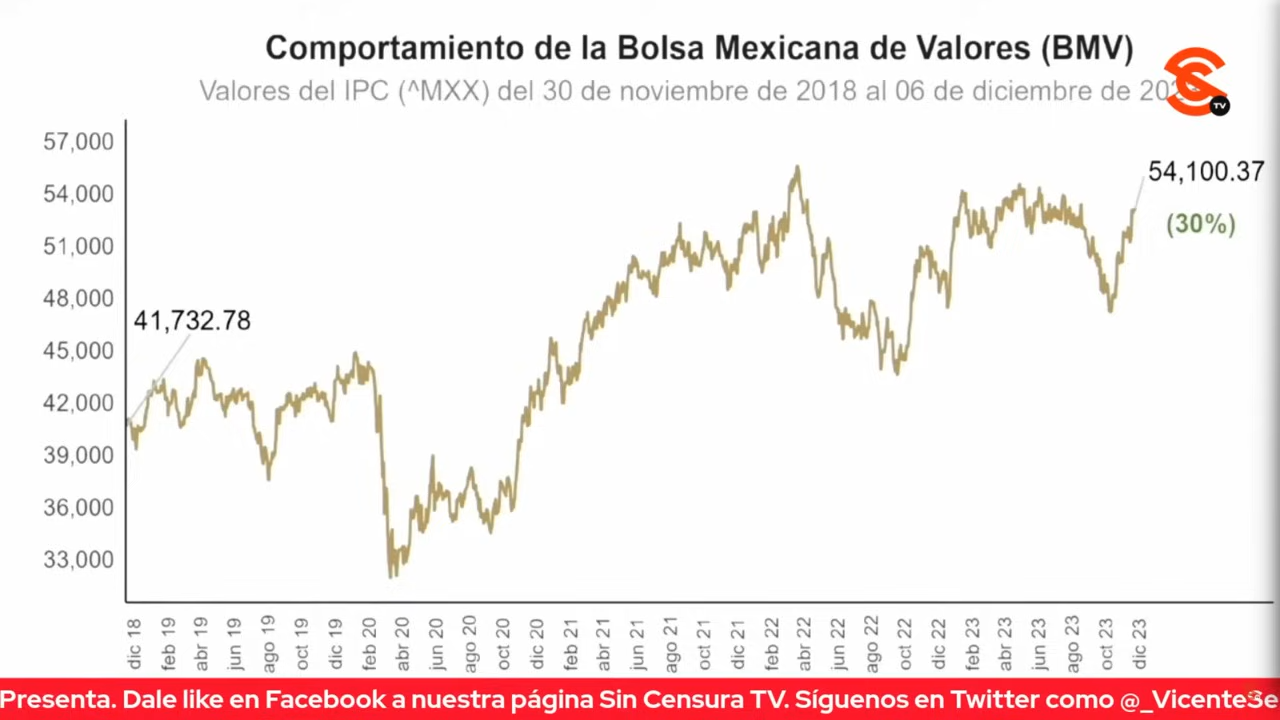 Comportamiento de la Bolsa Mexicana de Valores (BMV)
Valores del IPC (^MXX) del 30 de noviembre de 2018 al 06 de diciembre de
TV
57,000
54,100.37
54,000
(30%)
51,000
48,000
41,732.78
45,000
42,000
39,000
36,000
33,000
dic 18
feb 19
abr 19
jun 19
ago 19
oct 19
dic 19
feb 20
abr 20
jun 20
ago 20
oct 20
dic 20
feb 21
abr 21
jun 21
ago 21
oct 21
dic 21
feb 22
abr 22
jun 22
ago 22
oct 22
dic 22
feb 23
abr 23
jun 23
ago 23
oct 23
dic 23
Presenta. Dale like en Facebook a nuestra página Sin Censura TV. Síguenos en Twitter como